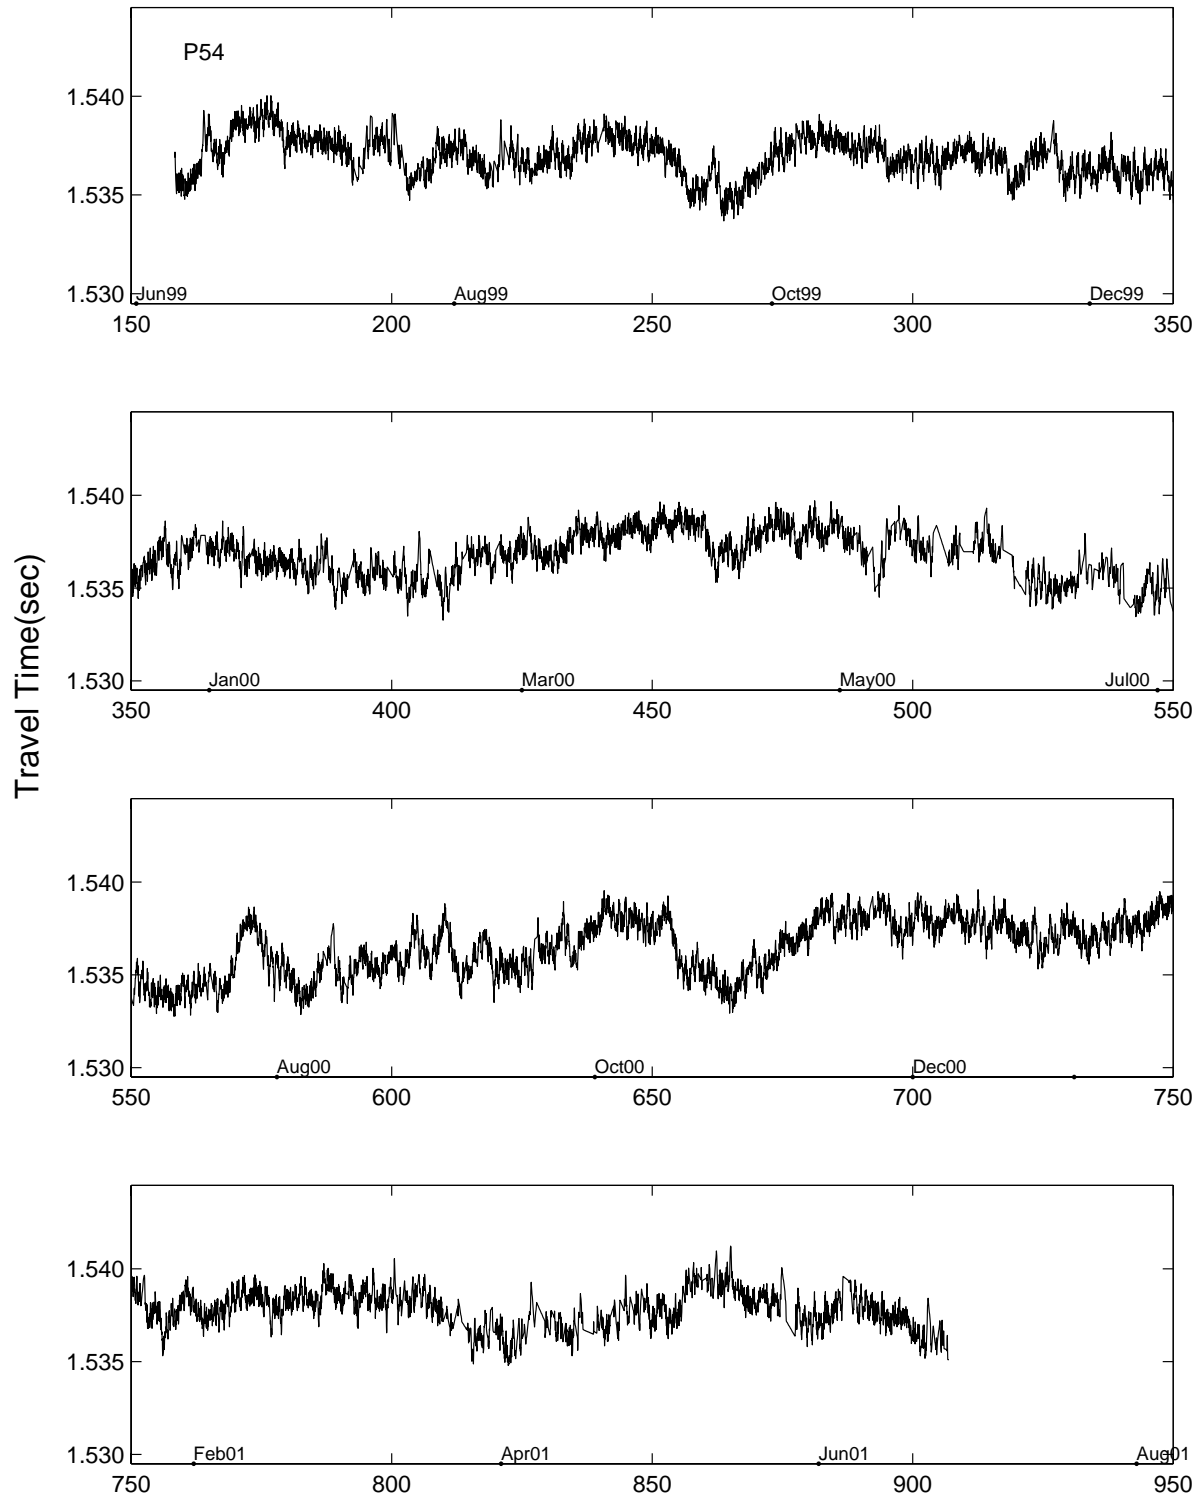 P54
1.540
1.535
1.530
Jun99 Aug99 Oct99 Dec99
150 200 250 300 350
Travel Time(sec)
1.540
1.535
1.530
Jan00 Mar00 May00 Jul00
350 400 450 500 550
1.540
1.535
1.530
Aug00 Oct00 Dec00
550 600 650 700 750
1.540
1.535
1.530
Feb01 Apr01 Jun01 Aug01
750 800 850 900 950